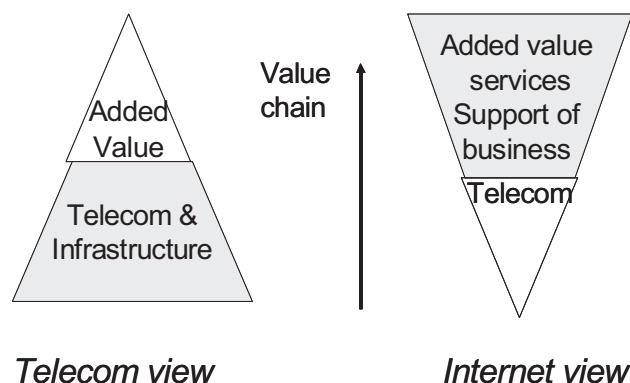 Added
Value
Telecom &
Infrastructure
Telecom view
Value
chain
Added value
services
Support of
business
Telecom
Internet view